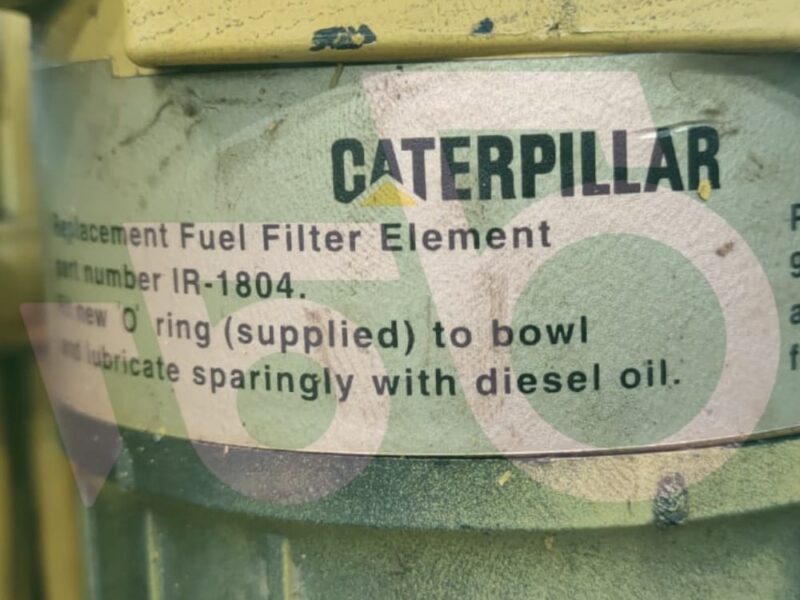 CATERPILLAR
Replacement Fuel Filter Element
part number IR-1804.
new 'O' ring (supplied) to bowl
and lubricate sparingly with diesel oil.